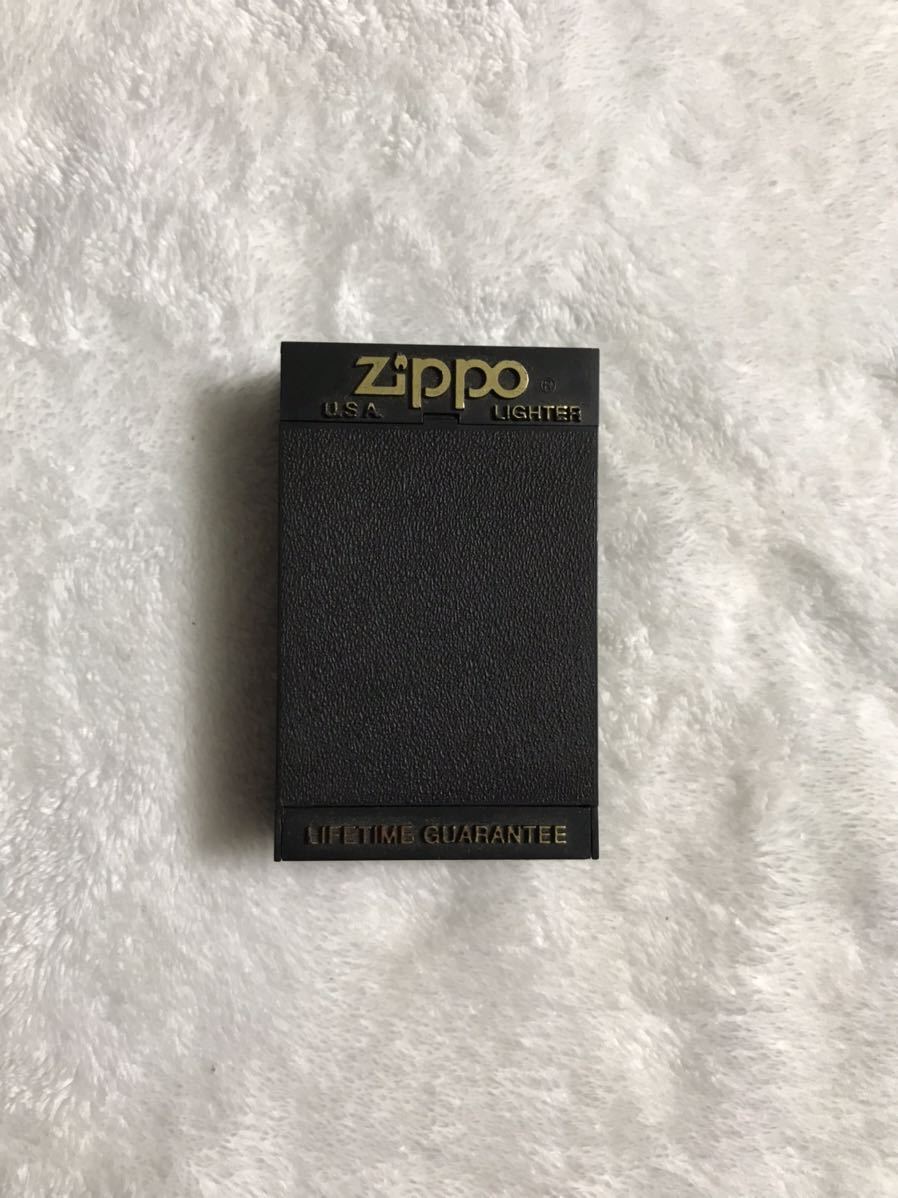 Zippo ®
U.S.A. LIGHTER
LIFETIME GUARANTEE